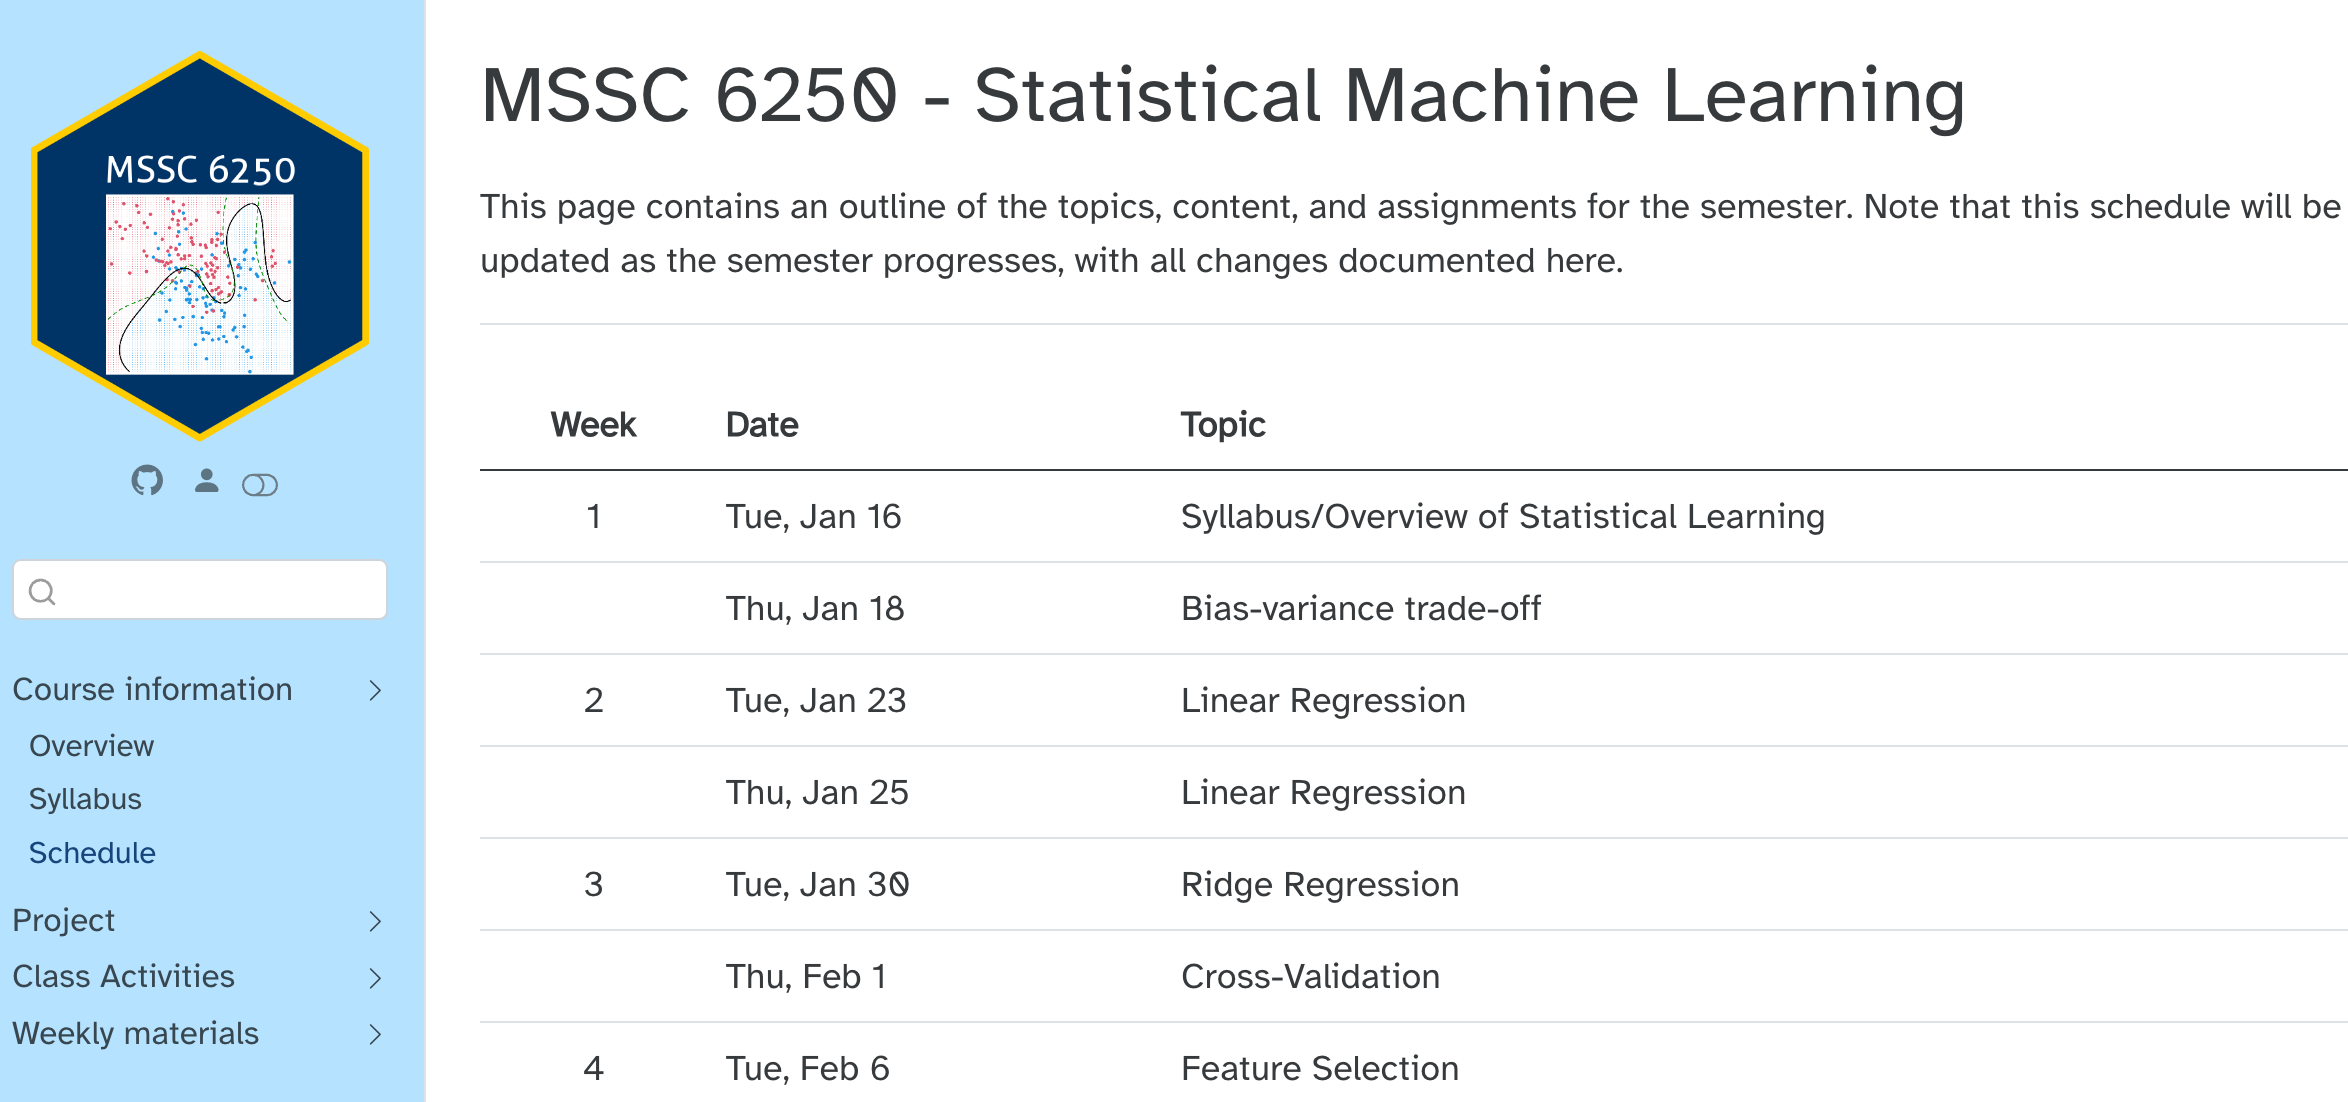 MSSC 6250
Course information
Overview
Syllabus
Schedule
Project
Class Activities
Weekly materials
MSSC 6250 - Statistical Machine Learning
This page contains an outline of the topics, content, and assignments for the semester. Note that this schedule will be
updated as the semester progresses, with all changes documented here.
Week Date Topic
1 Tue, Jan 16 Syllabus/Overview of Statistical Learning
Thu, Jan 18 Bias-variance trade-off
2 Tue, Jan 23 Linear Regression
Thu, Jan 25 Linear Regression
3 Tue, Jan 30 Ridge Regression
Thu, Feb 1 Cross-Validation
4 Tue, Feb 6 Feature Selection